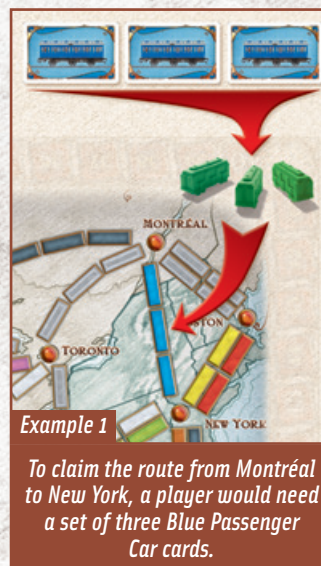 MONTRÉAL
STON
TORONTO
NEW YORK
Example 1
To claim the route from Montréal
to New York, a player would need
a set of three Blue Passenger
Car cards.